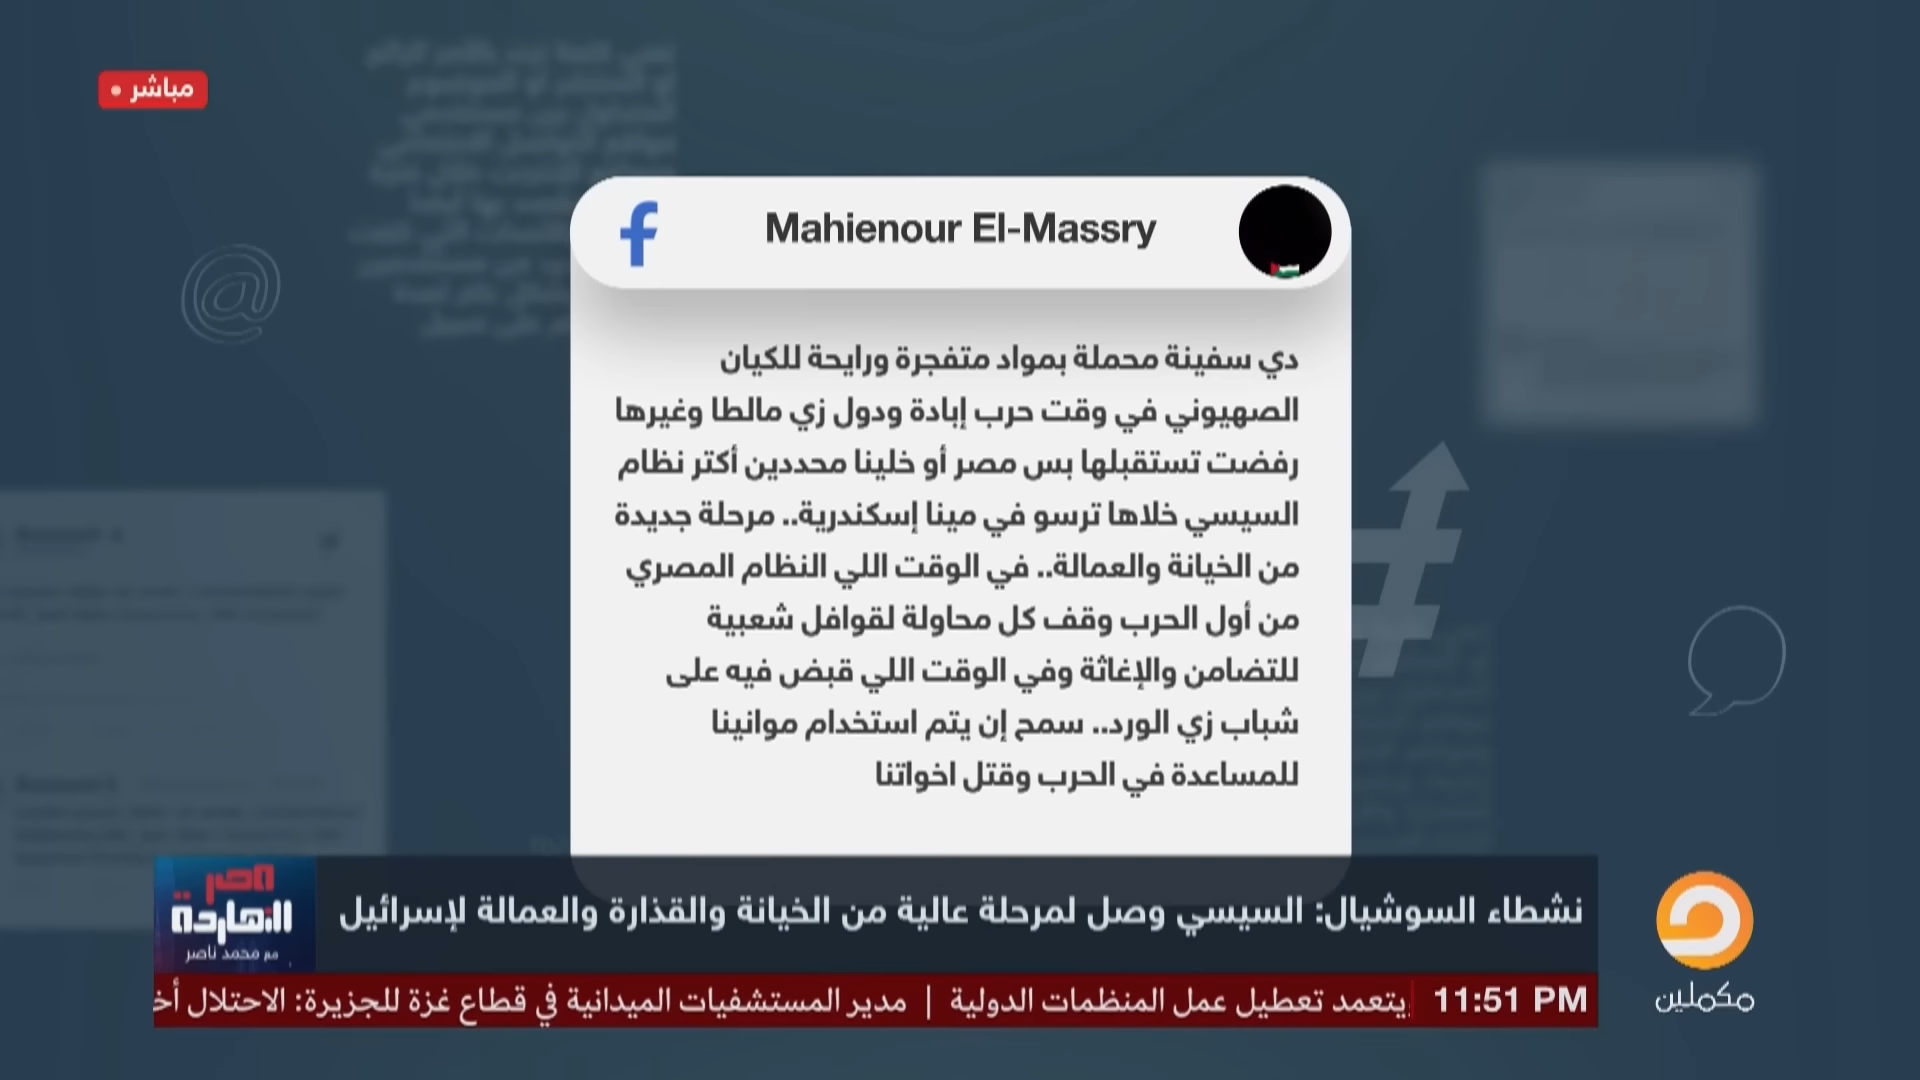 مباشر
Mahienour El-Massry
دي سفينة محملة بمواد متفجرة ورايحة للكيان
الصهيوني في وقت حرب إبادة ودول زي مالطا وغيرها
رفضت تستقبلها بس مصر أو خلينا محددين أكتر نظام
السيسي خلاها ترسو في مينا إسكندرية.. مرحلة جديدة
من الخيانة والعمالة.. في الوقت اللي النظام المصري
من أول الحرب وقف كل محاولة لقوافل شعبية
للتضامن والإغاثة وفي الوقت اللي قبض فيه على
شباب زي الورد.. سمح إن يتم استخدام موانينا
للمساعدة في الحرب وقتل اخواتنا
نشطاء السوشيال: السيسي وصل لمرحلة عالية من الخيانة والقذارة والعمالة لإسرائيل
مصر
النهاردة
مع محمد ناصر
11:51 PM
يتعمد تعطيل عمل المنظمات الدولية | مدير المستشفيات الميدانية في قطاع غزة للجزيرة: الاحتلال
مكملين